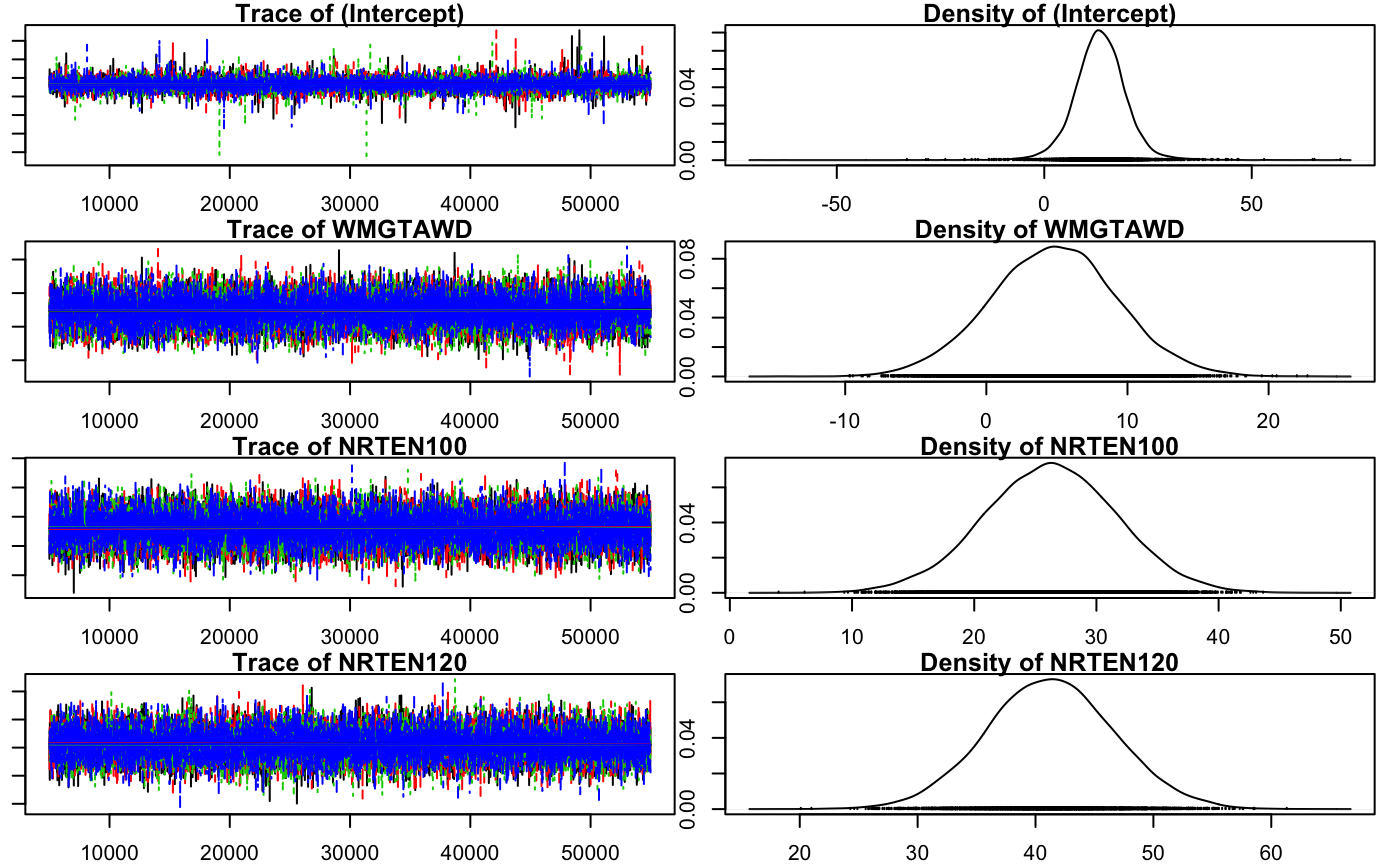 Trace of (Intercept)
Density of (Intercept)
0.04
0.00
10000 20000 30000 40000 50000
-50 0 50
Trace of WMGTAWD
Density of WMGTAWD
0.08
0.04
0.00
10000 20000 30000 40000 50000
-10 0 10 20
Trace of NRTEN100
Density of NRTEN100
0.04
0.00
10000 20000 30000 40000 50000
0 10 20 30 40 50
Trace of NRTEN120
Density of NRTEN120
0.04
0.00
10000 20000 30000 40000 50000
20 30 40 50 60